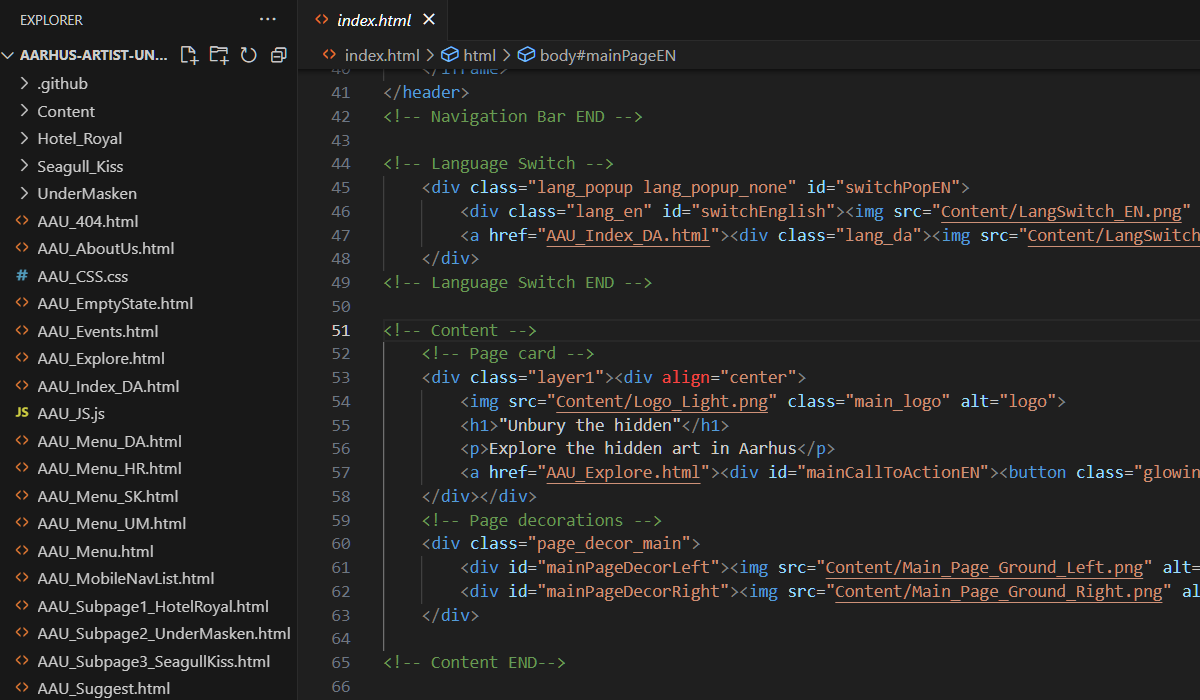 EXPLORER
AARHUS-ARTIST-UN...
.github
Content
Hotel_Royal
Seagull_Kiss
UnderMasken
AAU_404.html
AAU_AboutUs.html
# AAU_CSS.css
AAU_EmptyState.html
AAU_Events.html
AAU_Explore.html
AAU_Index_DA.html
JS AAU_JS.js
AAU_Menu_DA.html
AAU_Menu_HR.html
AAU_Menu_SK.html
AAU_Menu_UM.html
AAU_Menu.html
AAU_MobileNavList.html
AAU_Subpage1_HotelRoyal.html
AAU_Subpage2_UnderMasken.html
AAU_Subpage3_SeagullKiss.html
AAU_Suggest.html
index.html
index.html > html > body#mainPageEN
40 </iframe>
41 </header>
42 <!-- Navigation Bar END -->
43
44 <!-- Language Switch -->
45 <div class="lang_popup lang_popup_none" id="switchPopEN">
46 <div class="lang_en" id="switchEnglish"><img src="Content/LangSwitch_EN.png"
47 <a href="AAU_Index_DA.html"><div class="lang_da"><img src="Content/LangSwitch
48 </div>
49 <!-- Language Switch END -->
50
51 <!-- Content -->
52 <!-- Page card -->
53 <div class="layer1"><div align="center">
54 <img src="Content/Logo_Light.png" class="main_logo" alt="logo">
55 <h1>"Unbury the hidden"</h1>
56 <p>Explore the hidden art in Aarhus</p>
57 <a href="AAU_Explore.html"><div id="mainCallToActionEN"><button class="glowin
58 </div></div>
59 <!-- Page decorations -->
60 <div class="page_decor_main">
61 <div id="mainPageDecorLeft"><img src="Content/Main_Page_Ground_Left.png" alt=
62 <div id="mainPageDecorRight"><img src="Content/Main_Page_Ground_Right.png" al
63 </div>
64
65 <!-- Content END-->
66